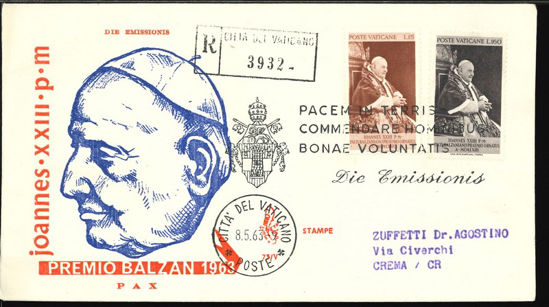 DIE EMISSIONIS
R CITTÀ DEL VATICANO
3932
POSTE VATICANE L.15
POSTE VATICANE L.160
joannes·XXIII·p·m
PACEM IN TERRIS
COMMENDARE HOMINIBUS
BONAE VOLUNTATIS
Die Emissionis
CITTA' DEL VATICANO
8.5.63
POSTE
STAMPE
PREMIO BALZAN 1963
PAX
ZUFFETTI Dr.AGOSTINO
Via Civerchi
CREMA / CR